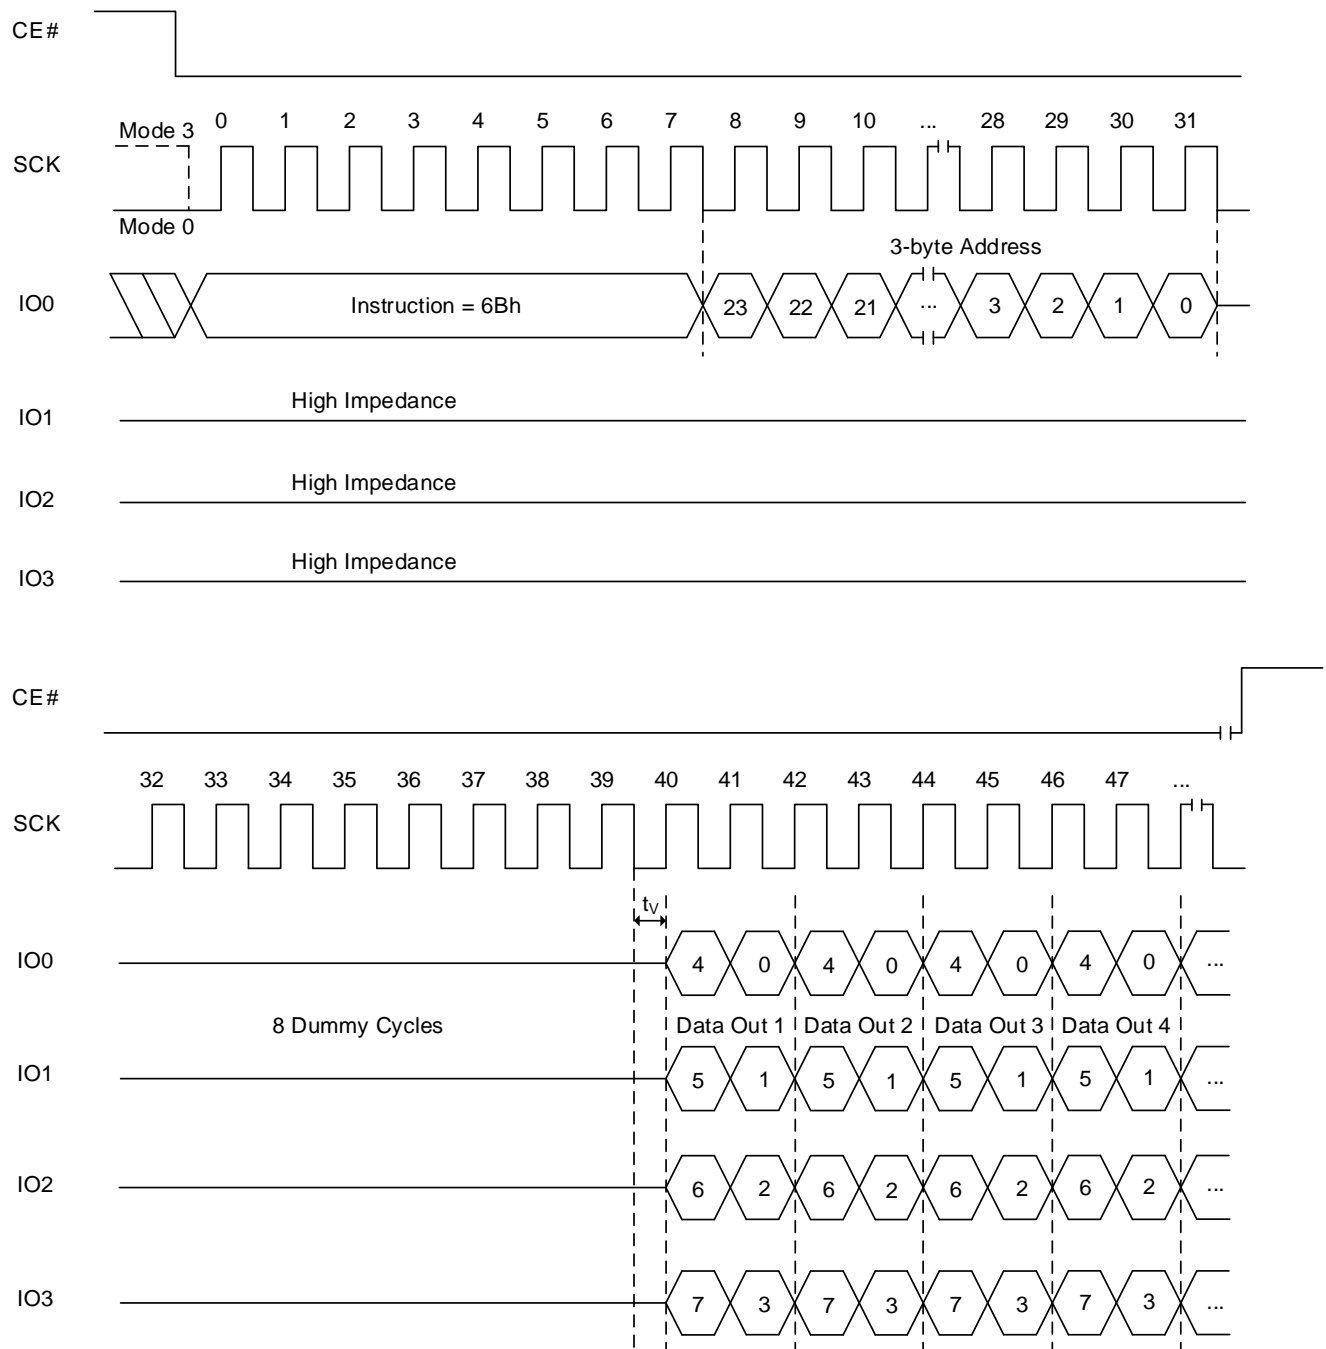 CE#
Mode 3 0 1 2 3 4 5 6 7 8 9 10 ... 28 29 30 31
SCK
Mode 0
3-byte Address
IO0 Instruction = 6Bh 23 22 21 ... 3 2 1 0
High Impedance
IO1
High Impedance
IO2
High Impedance
IO3
CE#
32 33 34 35 36 37 38 39 40 41 42 43 44 45 46 47 ...
SCK
tV
IO0 4 0 4 0 4 0 4 0 ...
8 Dummy Cycles Data Out 1 Data Out 2 Data Out 3 Data Out 4
IO1 5 1 5 1 5 1 5 1 ...
IO2 6 2 6 2 6 2 6 2 ...
IO3 7 3 7 3 7 3 7 3 ...